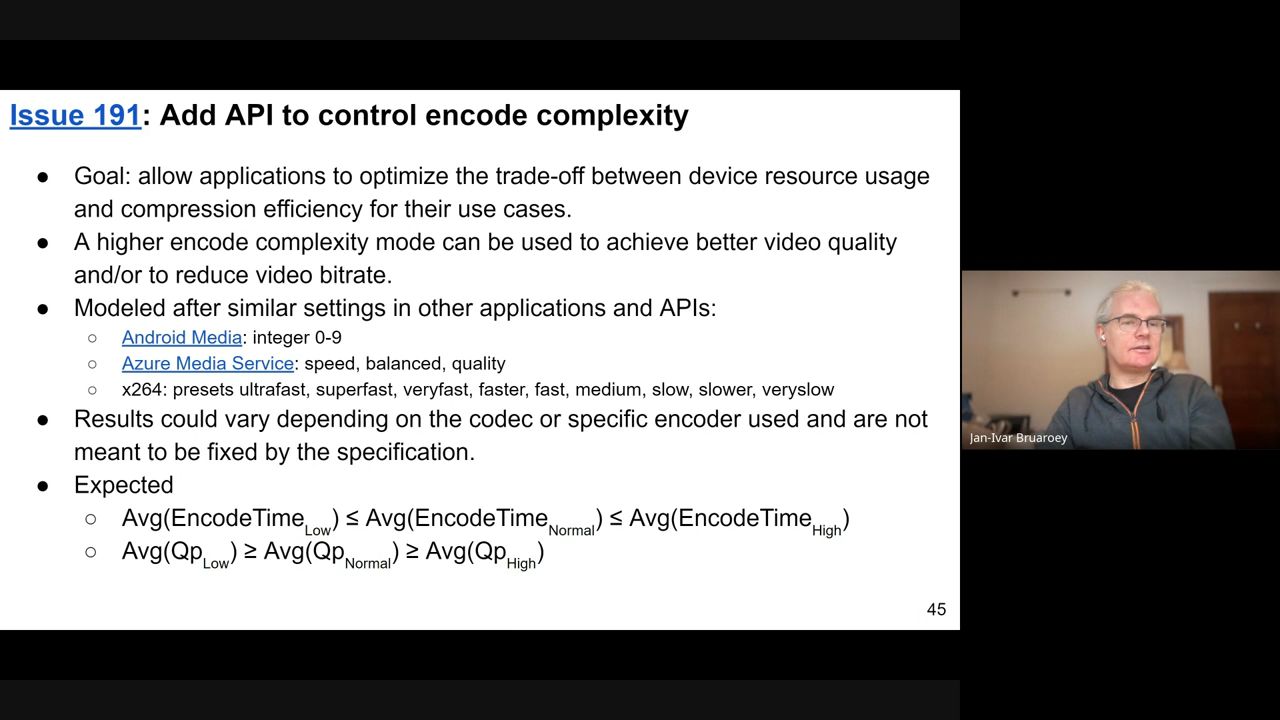 Issue 191: Add API to control encode complexity
● Goal: allow applications to optimize the trade-off between device resource usage
and compression efficiency for their use cases.
● A higher encode complexity mode can be used to achieve better video quality
and/or to reduce video bitrate.
● Modeled after similar settings in other applications and APIs:
○ Android Media: integer 0-9
○ Azure Media Service: speed, balanced, quality
○ x264: presets ultrafast, superfast, veryfast, faster, fast, medium, slow, slower, veryslow
● Results could vary depending on the codec or specific encoder used and are not
meant to be fixed by the specification.
● Expected
○ Avg(EncodeTimeLow) ≤ Avg(EncodeTimeNormal) ≤ Avg(EncodeTimeHigh)
○ Avg(QpLow) ≥ Avg(QpNormal) ≥ Avg(QpHigh)
45
Jan-Ivar Bruaroey